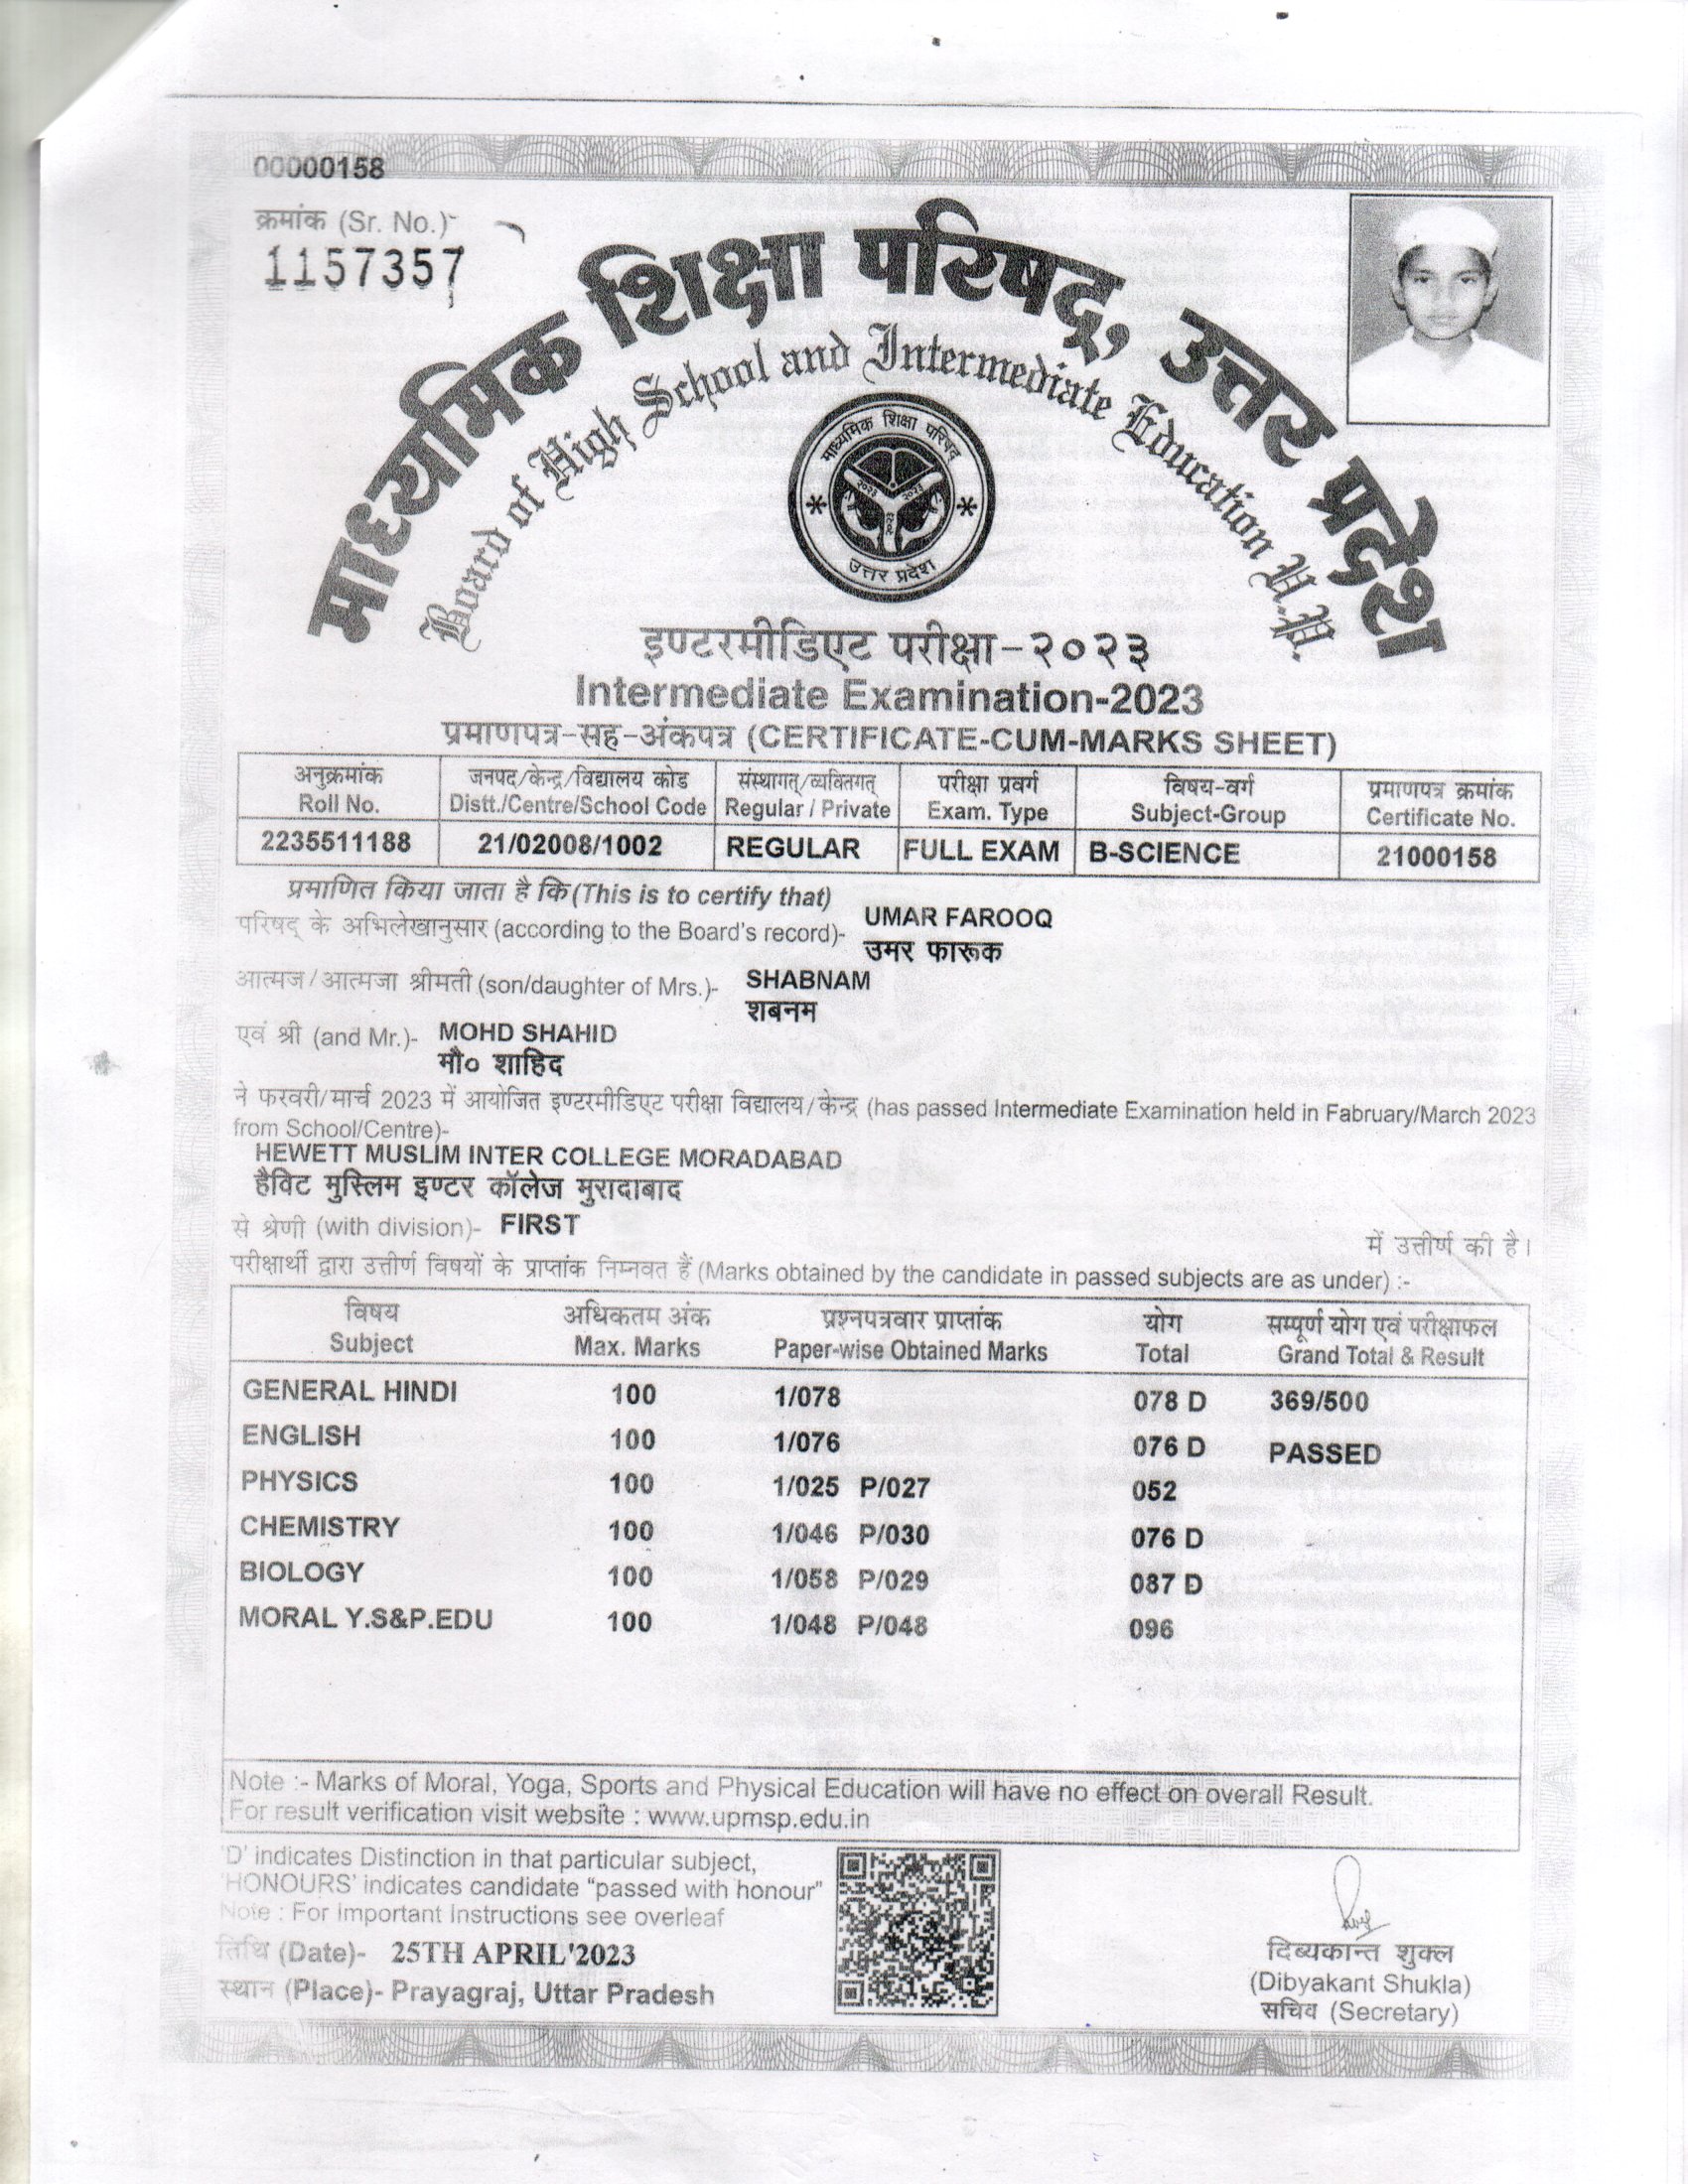 00000158
क्रमांक (Sr. No.)-
1157357
माध्यमिक शिक्षा परिषद्, उत्तर प्रदेश
Board of High School and Intermediate Education U.P.
माध्यमिक शिक्षा परिषद
२०२३ २०२३
२०२३
उत्तर प्रदेश
इण्टरमीडिएट परीक्षा-२०२३
Intermediate Examination-2023
प्रमाणपत्र-सह-अंकपत्र (CERTIFICATE-CUM-MARKS SHEET)
अनुक्रमांक जनपद/केन्द्र/विद्यालय कोड संस्थागत्/व्यक्तिगत् परीक्षा प्रवर्ग विषय-वर्ग प्रमाणपत्र क्रमांक
Roll No. Distt./Centre/School Code Regular / Private Exam. Type Subject-Group Certificate No.
2235511188 21/02008/1002 REGULAR FULL EXAM B-SCIENCE 21000158
प्रमाणित किया जाता है कि (This is to certify that)
परिषद् के अभिलेखानुसार (according to the Board's record)- UMAR FAROOQ
उमर फारूक
आत्मज/आत्मजा श्रीमती (son/daughter of Mrs.)- SHABNAM
शबनम
एवं श्री (and Mr.)- MOHD SHAHID
मौ० शाहिद
ने फरवरी/मार्च 2023 में आयोजित इण्टरमीडिएट परीक्षा विद्यालय/केन्द्र (has passed Intermediate Examination held in Fabruary/March 2023
from School/Centre)-
HEWETT MUSLIM INTER COLLEGE MORADABAD
हैविट मुस्लिम इण्टर कॉलेज मुरादाबाद
से श्रेणी (with division)- FIRST में उत्तीर्ण की है।
परीक्षार्थी द्वारा उत्तीर्ण विषयों के प्राप्तांक निम्नवत हैं (Marks obtained by the candidate in passed subjects are as under) :-
विषय अधिकतम अंक प्रश्नपत्रवार प्राप्तांक योग सम्पूर्ण योग एवं परीक्षाफल
Subject Max. Marks Paper-wise Obtained Marks Total Grand Total & Result
GENERAL HINDI 100 1/078 078 D 369/500
ENGLISH 100 1/076 076 D PASSED
PHYSICS 100 1/025 P/027 052
CHEMISTRY 100 1/046 P/030 076 D
BIOLOGY 100 1/058 P/029 087 D
MORAL Y.S&P.EDU 100 1/048 P/048 096
Note :- Marks of Moral, Yoga, Sports and Physical Education will have no effect on overall Result.
For result verification visit website : www.upmsp.edu.in
'D' indicates Distinction in that particular subject,
'HONOURS' indicates candidate "passed with honour"
Note : For Important Instructions see overleaf
तिथि (Date)- 25TH APRIL'2023
स्थान (Place)- Prayagraj, Uttar Pradesh
दिब्यकान्त शुक्ल
(Dibyakant Shukla)
सचिव (Secretary)